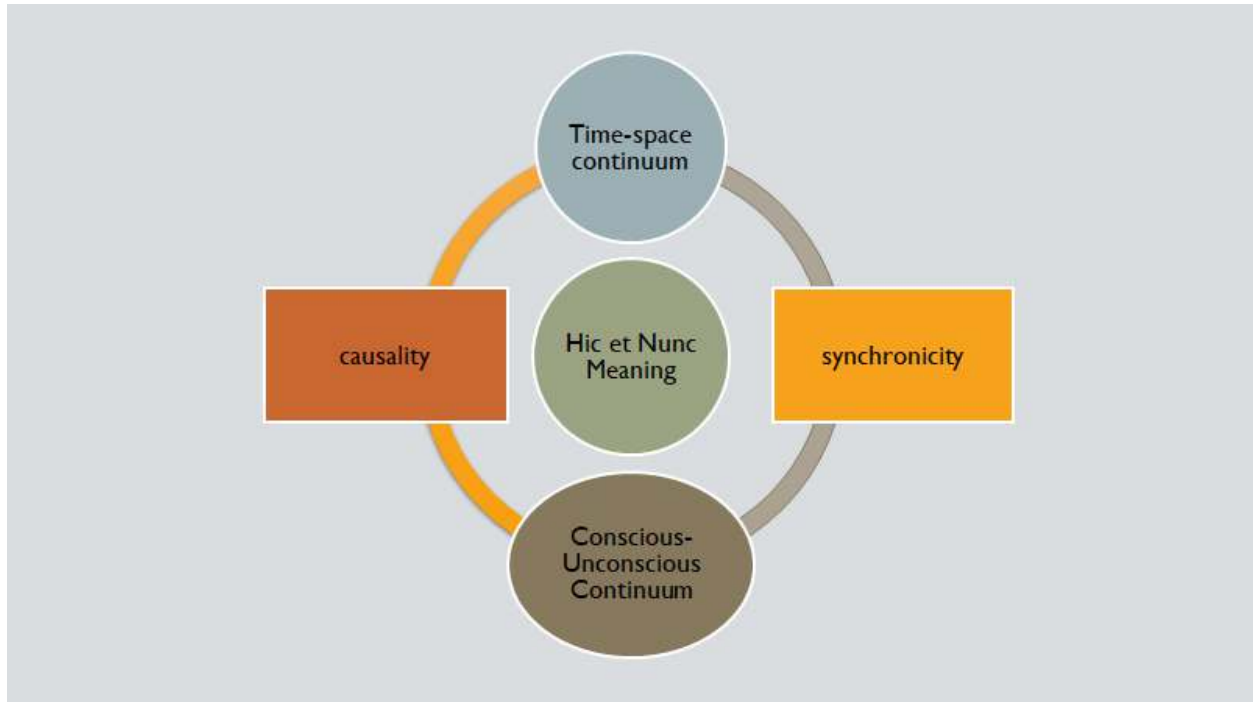 Time-space
continuum
causality
Hic et Nunc
Meaning
synchronicity
Conscious-
Unconscious
Continuum